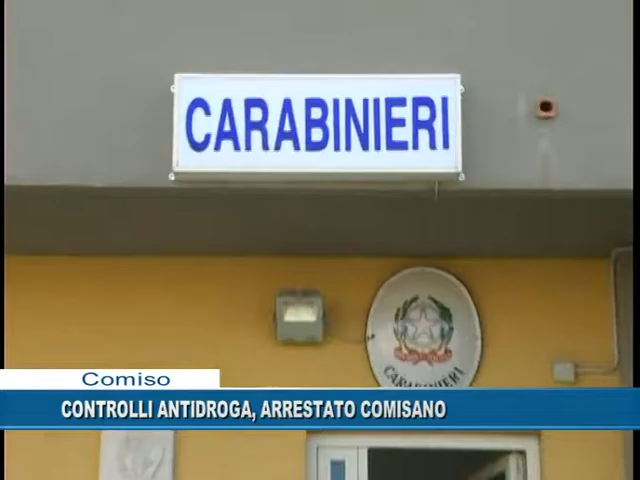 CARABINIERI
CARABINIERI
Comiso
CONTROLLI ANTIDROGA, ARRESTATO COMISANO